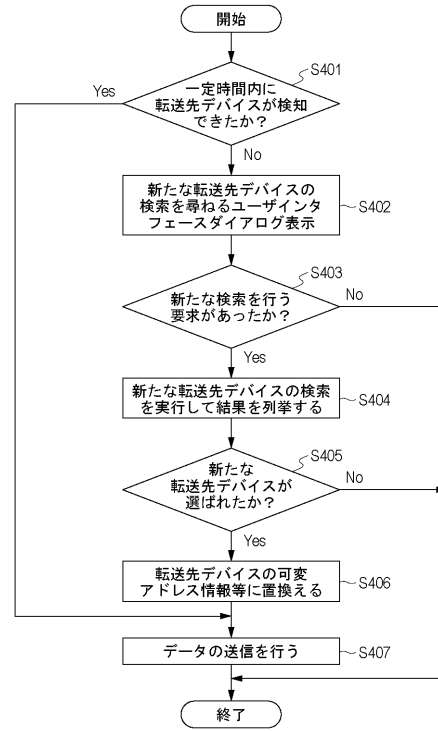 開始
S401
一定時間内に
転送先デバイスが検知
できたか？
Yes
No
新たな転送先デバイスの
検索を尋ねるユーザインタ
フェースダイアログ表示
S402
S403
新たな検索を行う
要求があったか？
No
Yes
新たな転送先デバイスの検索
を実行して結果を列挙する
S404
S405
新たな
転送先デバイスが
選ばれたか？
No
Yes
転送先デバイスの可変
アドレス情報等に置換える
S406
データの送信を行う
S407
終了